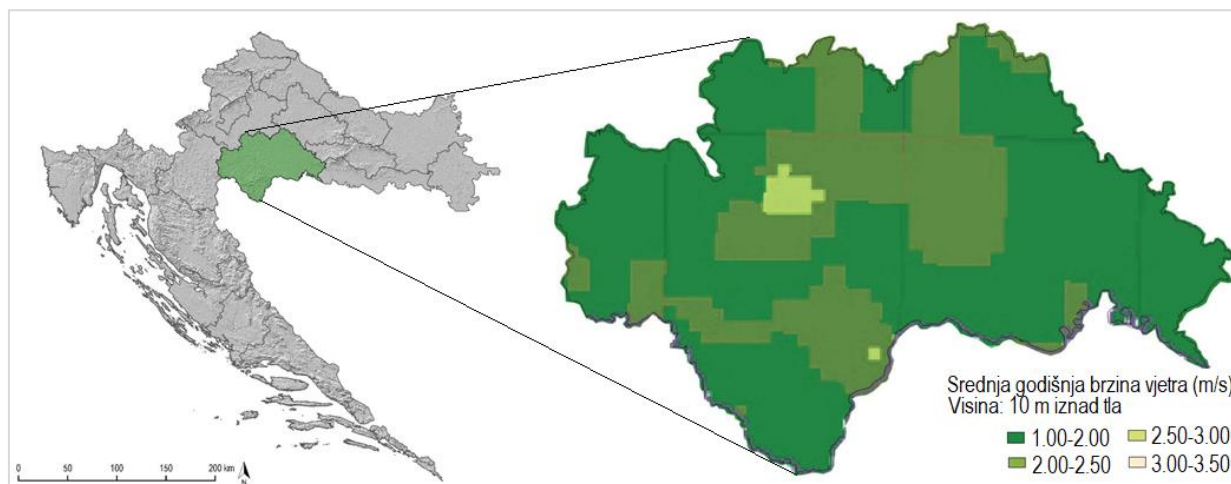 Srednja godišnja brzina vjetra (m/s)
Visina: 10 m iznad tla
1.00-2.00
2.50-3.00
2.00-2.50
3.00-3.50
0 50 100 150 200 km
N